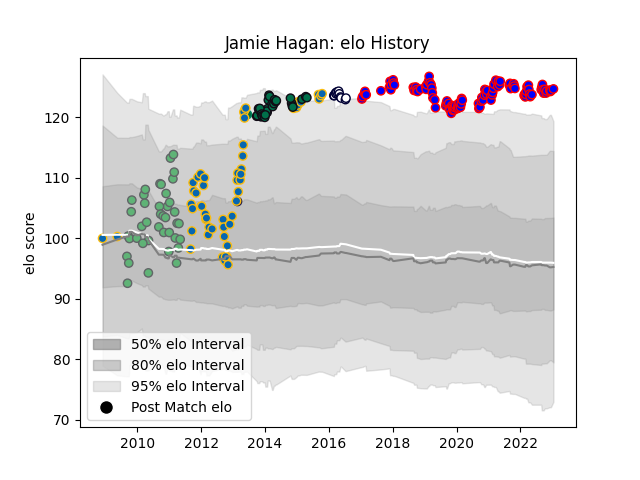 Jamie Hagan: elo History
elo score
120
110
100
90
80
70
50% elo Interval
80% elo Interval
95% elo Interval
Post Match elo
2010 2012 2014 2016 2018 2020 2022